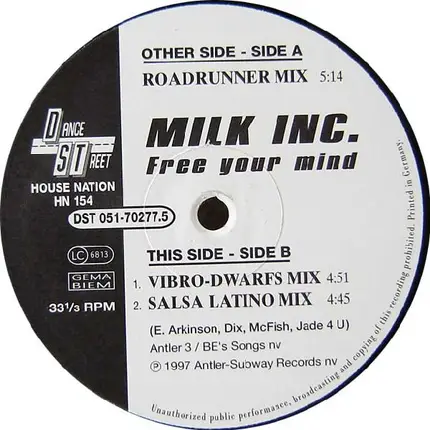 OTHER SIDE - SIDE A
ROADRUNNER MIX 5:14
DANCE
STREET
MILK INC.
Free your mind
HOUSE NATION
HN 154
DST 051-70277.5
LC 6813
GEMA
BIEM
33 1/3 RPM
THIS SIDE - SIDE B
1. VIBRO-DWARFS MIX 4:51
2. SALSA LATINO MIX 4:45
(E. Arkinson, Dix, McFish, Jade 4 U)
Antler 3 / BE's Songs nv
℗ 1997 Antler-Subway Records nv
Unauthorized public performance, broadcasting and copying of this recording prohibited. Printed in Germany.